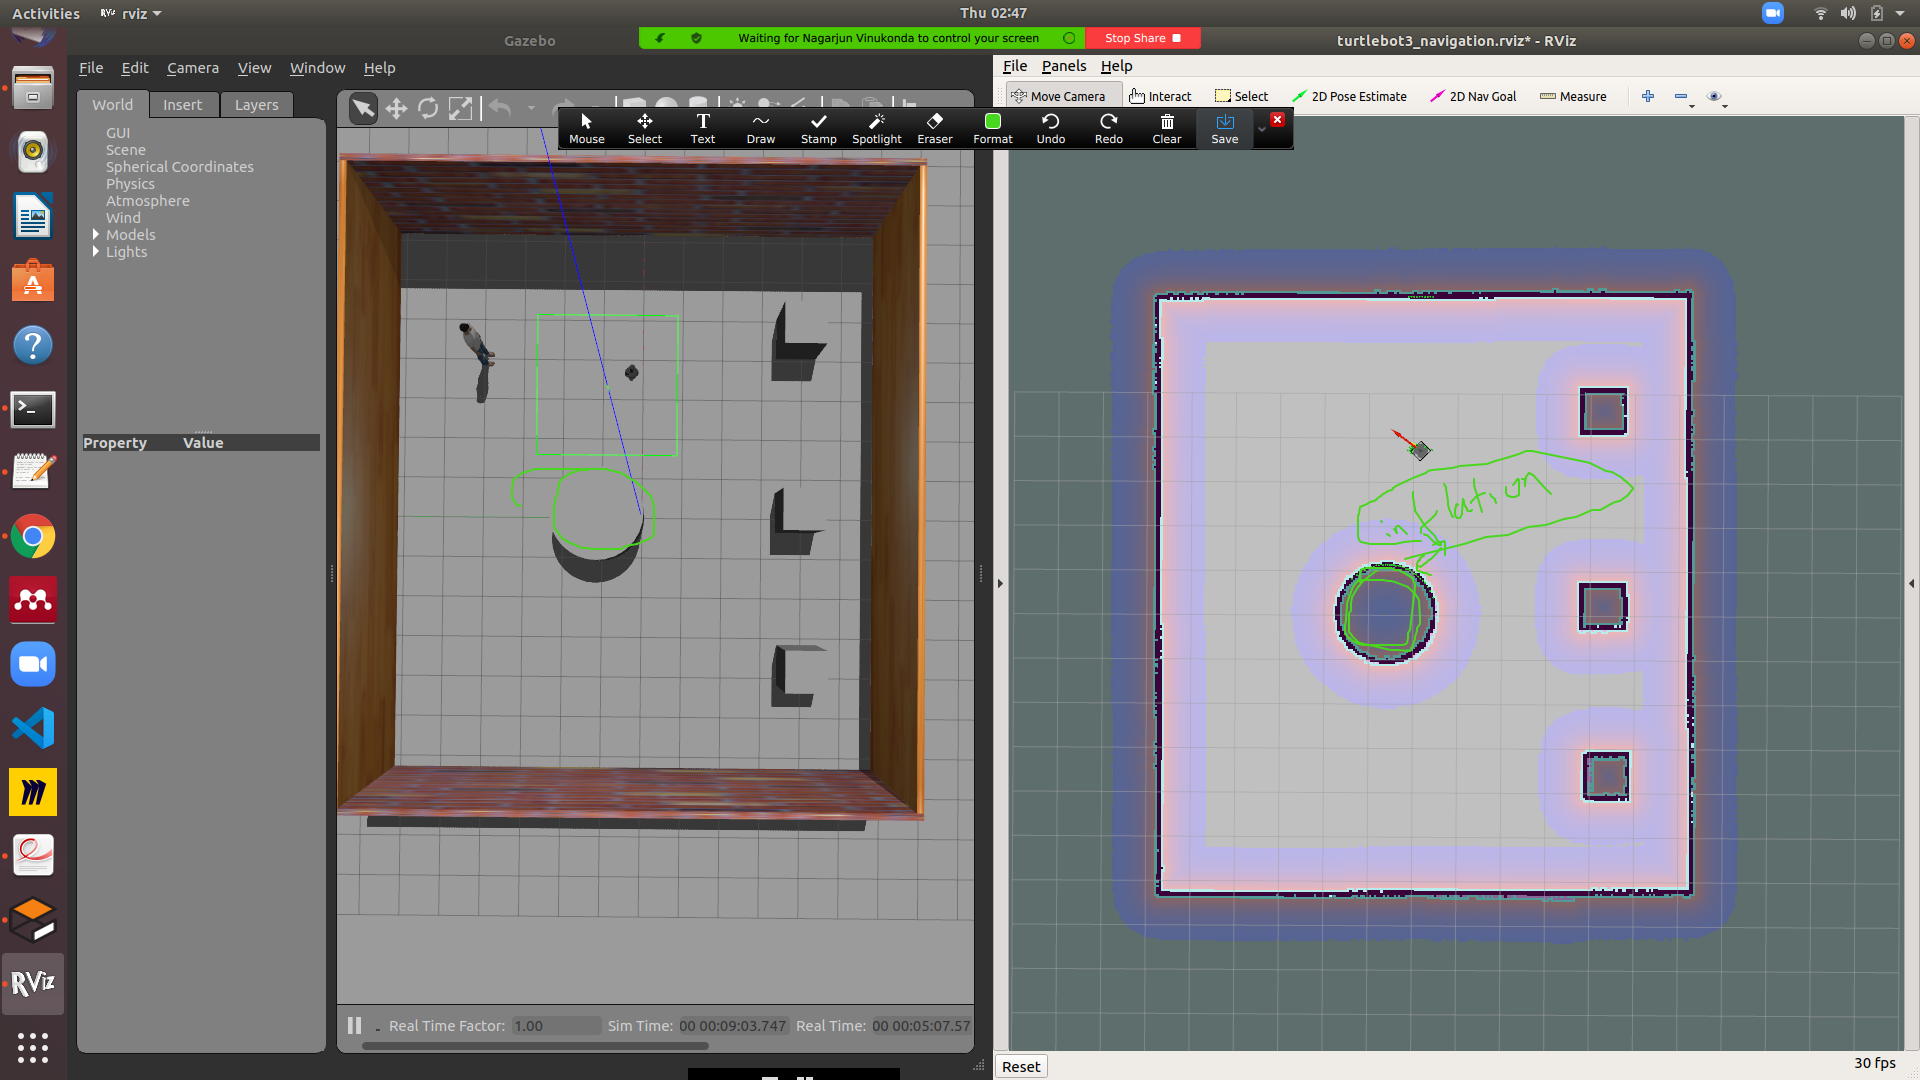 Activities
rviz
Thu 02:47
Gazebo
Waiting for Nagarjun Vinukonda to control your screen
Stop Share
turtlebot3_navigation.rviz* - RViz
File Edit Camera View Window Help
File Panels Help
World Insert Layers
Move Camera Interact Select 2D Pose Estimate 2D Nav Goal Measure
Mouse Select Text Draw Stamp Spotlight Eraser Format Undo Redo Clear Save
GUI
Scene
Spherical Coordinates
Physics
Atmosphere
Wind
Models
Lights
Property Value
inflation
RViz
Real Time Factor: 1.00 Sim Time: 00 00:09:03.747 Real Time: 00 00:05:07.57
Reset
30 fps